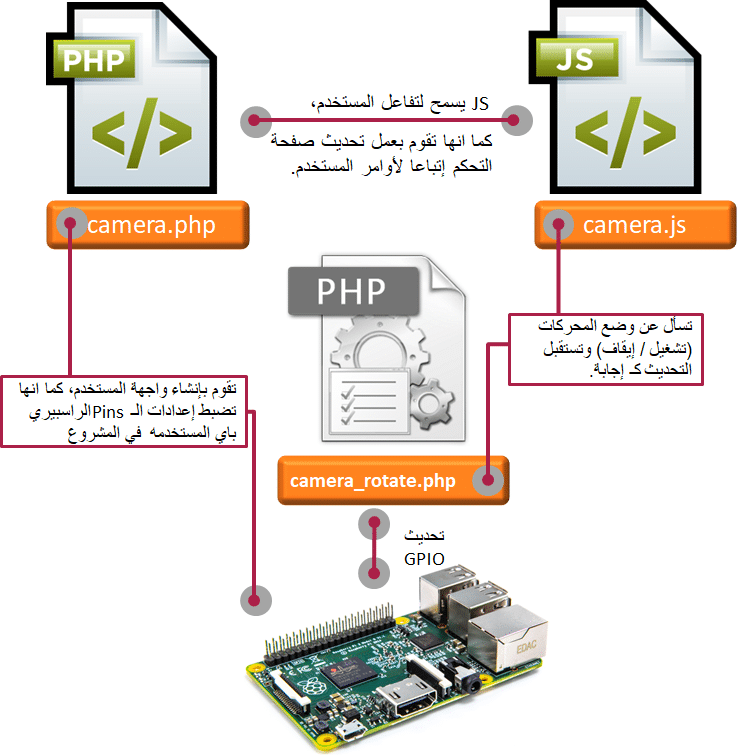 PHP
JS
JS يسمح لتفاعل المستخدم،
كما انها تقوم بعمل تحديث صفحة
التحكم إتباعا لأوامر المستخدم.
camera.php
camera.js
PHP
تسأل عن وضع المحركات
(تشغيل / إيقاف) وتستقبل
التحديث كـ إجابة.
تقوم بإنشاء واجهة المستخدم، كما انها
تضبط إعدادات الـ Pinsالراسبيري
باي المستخدمه في المشروع
camera_rotate.php
تحديث
GPIO
EDAC